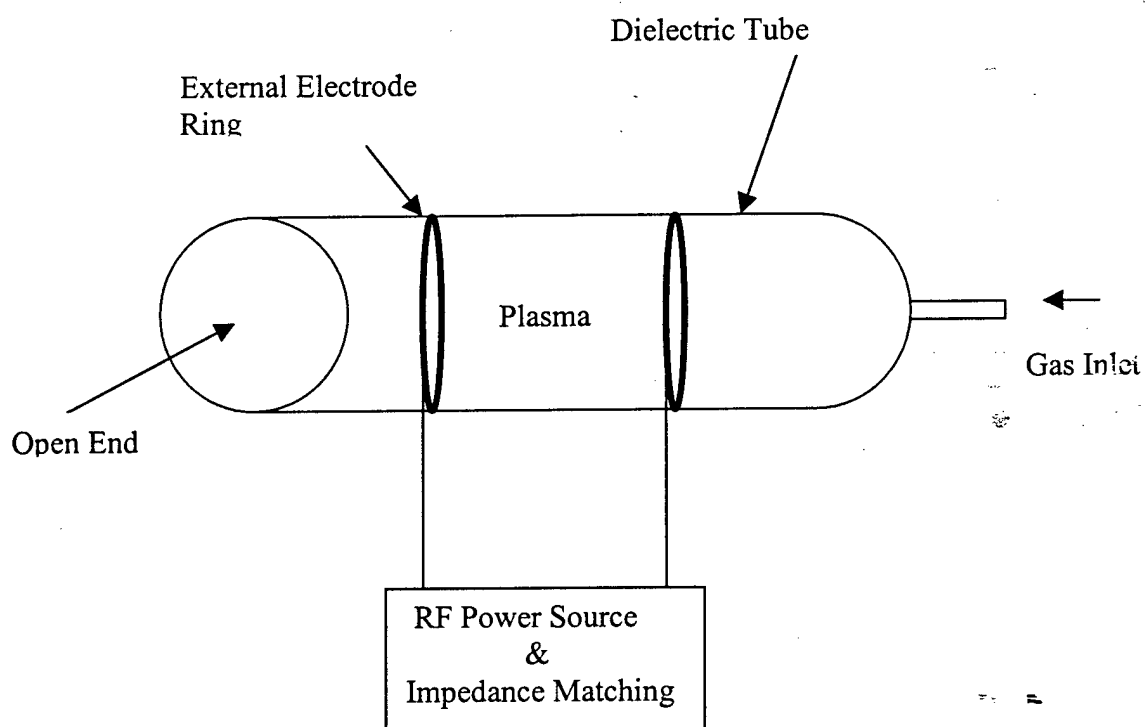 Dielectric Tube
External Electrode
Ring
Plasma
Gas Inlet
Open End
RF Power Source
&
Impedance Matching